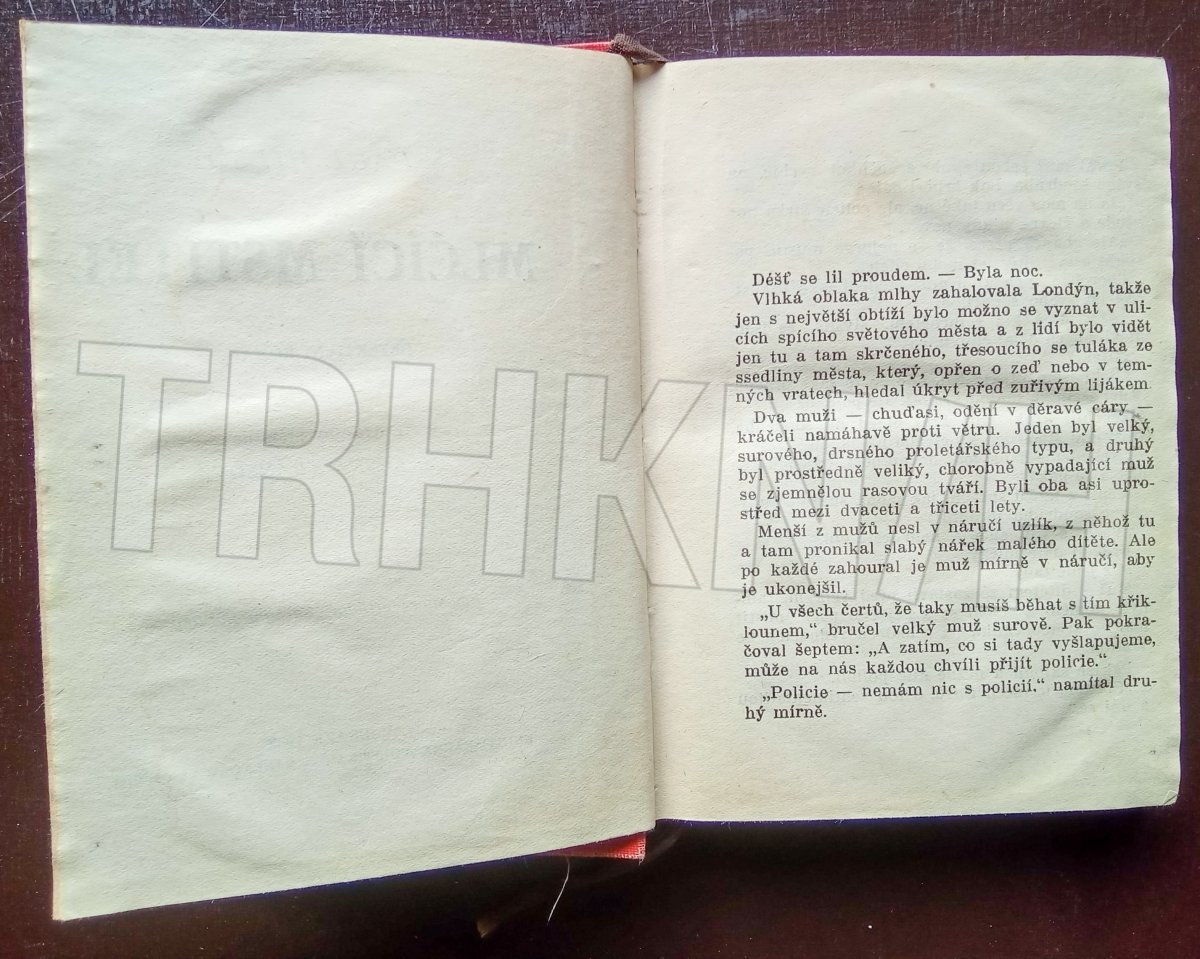 TRHKNIH
Déšť se lil proudem. — Byla noc.
Vlhká oblaka mlhy zahalovala Londýn, takže
jen s největší obtíží bylo možno se vyznat v uli-
cích spícího světového města a z lidí bylo vidět
jen tu a tam skrčeného, třesoucího se tuláka ze
ssedliny města, který, opřen o zeď nebo v tem-
ných vratech, hledal úkryt před zuřivým lijákem.
Dva muži — chuďasi, odění v děravé cáry —
kráčeli namáhavě proti větru. Jeden byl velký,
surového, drsného proletářského typu, a druhý
byl prostředně veliký, chorobně vypadající muž
se zjemnělou rasovou tváří. Byli oba asi upro-
střed mezi dvaceti a třiceti lety.
Menší z mužů nesl v náručí uzlík, z něhož tu
a tam pronikal slabý nářek malého dítěte. Ale
po každé zahoural je muž mírně v náručí, aby
je ukonejšil.
„U všech čertů, že taky musíš běhat s tím křik-
lounem,“ bručel velký muž surově. Pak pokra-
čoval šeptem: „A zatím, co si tady vyšlapujeme,
může na nás každou chvíli přijít policie.“
„Policie — nemám nic s policií.“ namítal dru-
hý mírně.